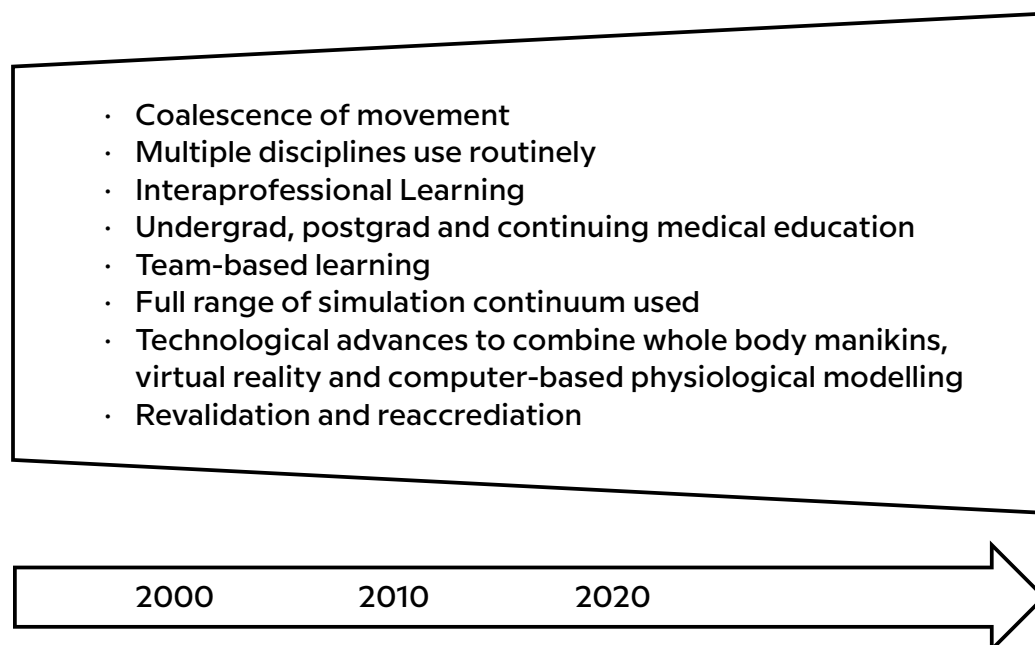 · Coalescence of movement
· Multiple disciplines use routinely
· Interaprofessional Learning
· Undergrad, postgrad and continuing medical education
· Team-based learning
· Full range of simulation continuum used
· Technological advances to combine whole body manikins,
virtual reality and computer-based physiological modelling
· Revalidation and reaccrediation
2000 2010 2020